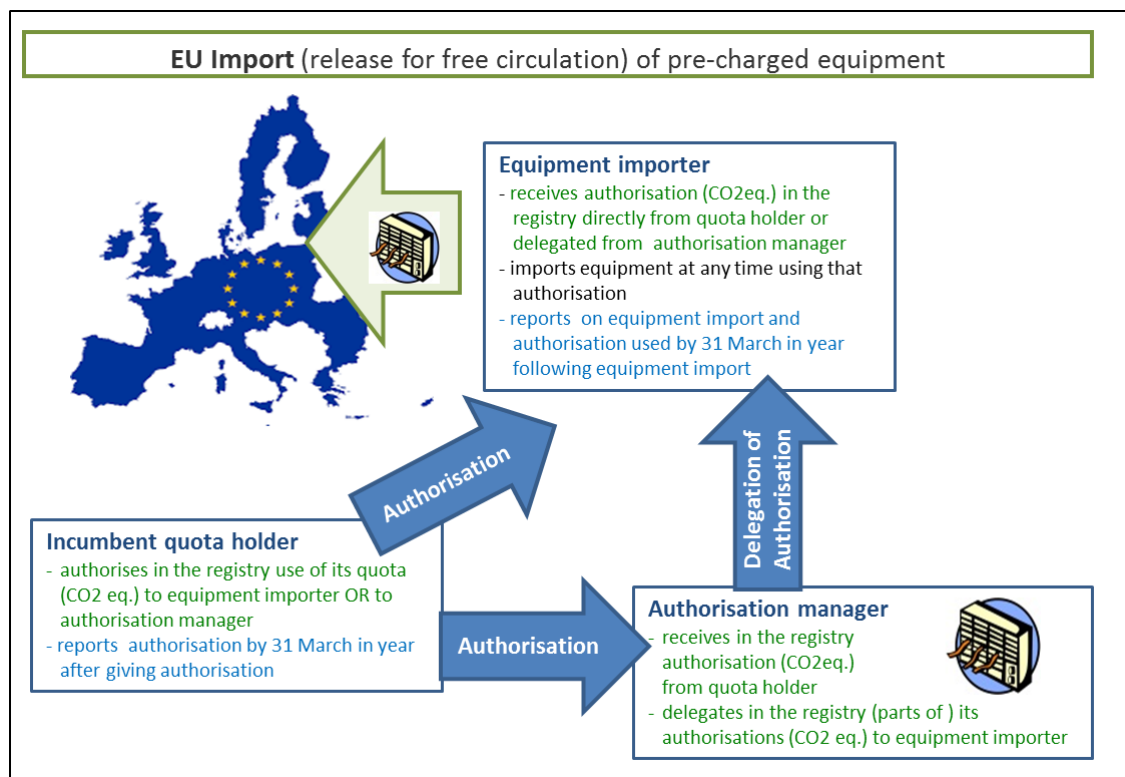 EU Import (release for free circulation) of pre-charged equipment
Equipment importer
- receives authorisation (CO2eq.) in the
registry directly from quota holder or
delegated from authorisation manager
- imports equipment at any time using that
authorisation
- reports on equipment import and
authorisation used by 31 March in year
following equipment import
Authorisation
Delegation of
Authorisation
Incumbent quota holder
- authorises in the registry use of its quota
(CO2 eq.) to equipment importer OR to
authorisation manager
- reports authorisation by 31 March in year
after giving authorisation
Authorisation
Authorisation manager
- receives in the registry
authorisation (CO2eq.)
from quota holder
- delegates in the registry (parts of ) its
authorisations (CO2 eq.) to equipment importer